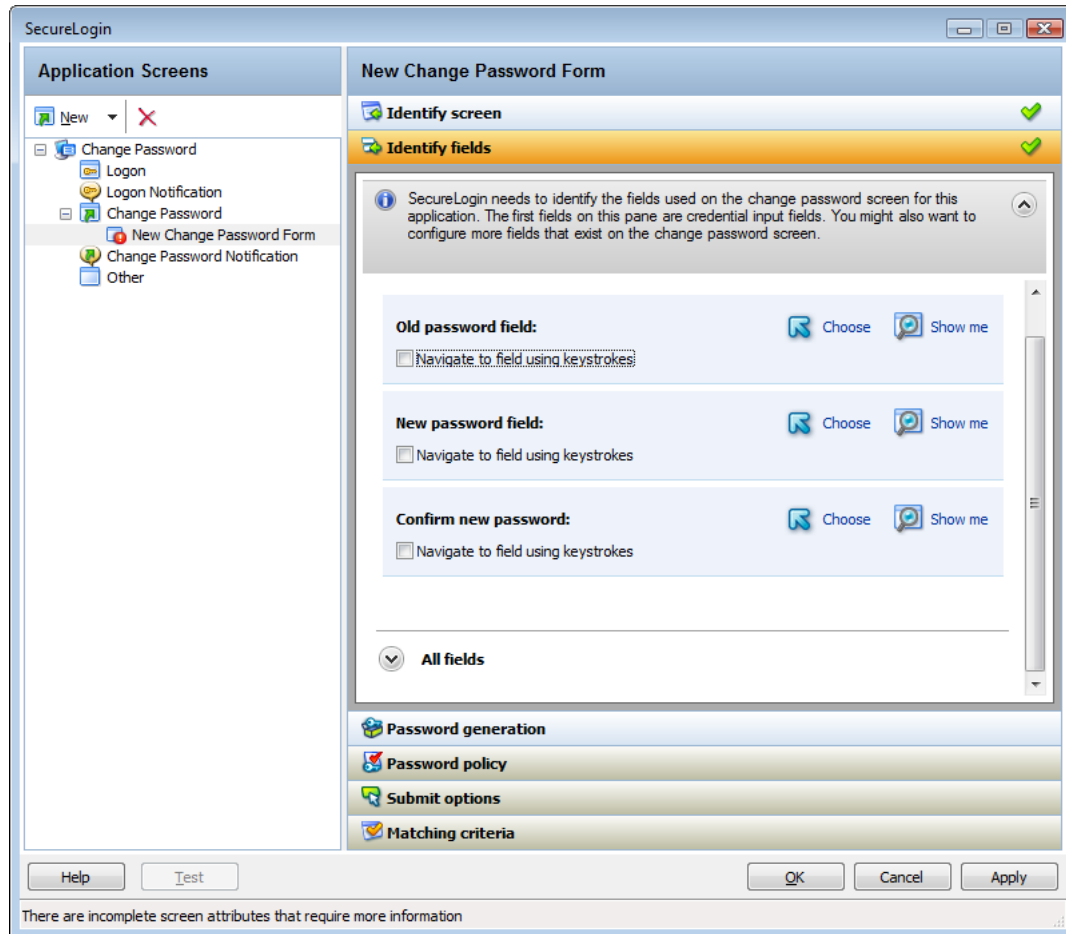 SecureLogin
Application Screens
New
Change Password
Logon
Logon Notification
Change Password
New Change Password Form
Change Password Notification
Other
New Change Password Form
Identify screen
Identify fields
SecureLogin needs to identify the fields used on the change password screen for this
application. The first fields on this pane are credential input fields. You might also want to
configure more fields that exist on the change password screen.
Old password field:
Choose
Show me
Navigate to field using keystrokes
New password field:
Choose
Show me
Navigate to field using keystrokes
Confirm new password:
Choose
Show me
Navigate to field using keystrokes
All fields
Password generation
Password policy
Submit options
Matching criteria
Help
Test
OK
Cancel
Apply
There are incomplete screen attributes that require more information